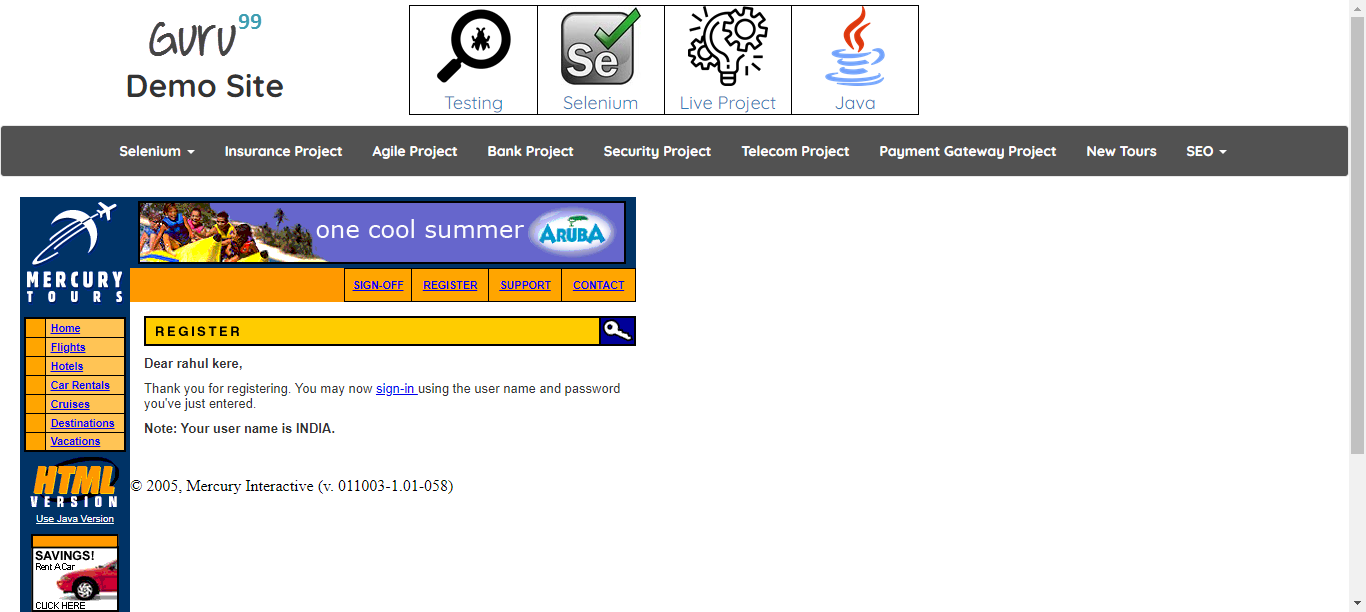 Guru99
Demo Site
Testing
Se
Selenium
Live Project
Java
Selenium
Insurance Project
Agile Project
Bank Project
Security Project
Telecom Project
Payment Gateway Project
New Tours
SEO
MERCURY
TOURS
one cool summer
ARUBA
SIGN-OFF
REGISTER
SUPPORT
CONTACT
Home
Flights
Hotels
Car Rentals
Cruises
Destinations
Vacations
HTML
VERSION
Use Java Version
SAVINGS!
Rent A Car
CLICK HERE
REGISTER
Dear rahul kere,
Thank you for registering. You may now sign-in using the user name and password
you've just entered.
Note: Your user name is INDIA.
© 2005, Mercury Interactive (v. 011003-1.01-058)